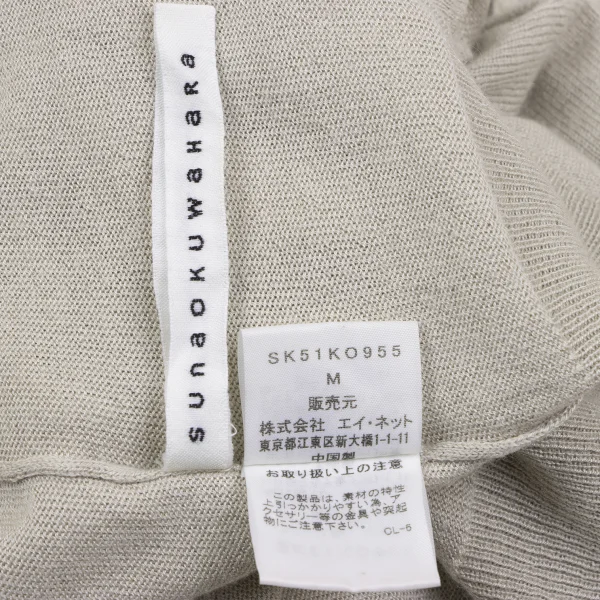 sunaoKUWAHARA
SK51KO955
M
販売元
株式会社 エイ・ネット
東京都江東区新大橋1-1-11
中国製
お取り扱い上の注意
この製品は、素材の特性
上引っかかりやすい為、ア
クセサリー等の金具や突起
物にご注意下さい。
CL-6